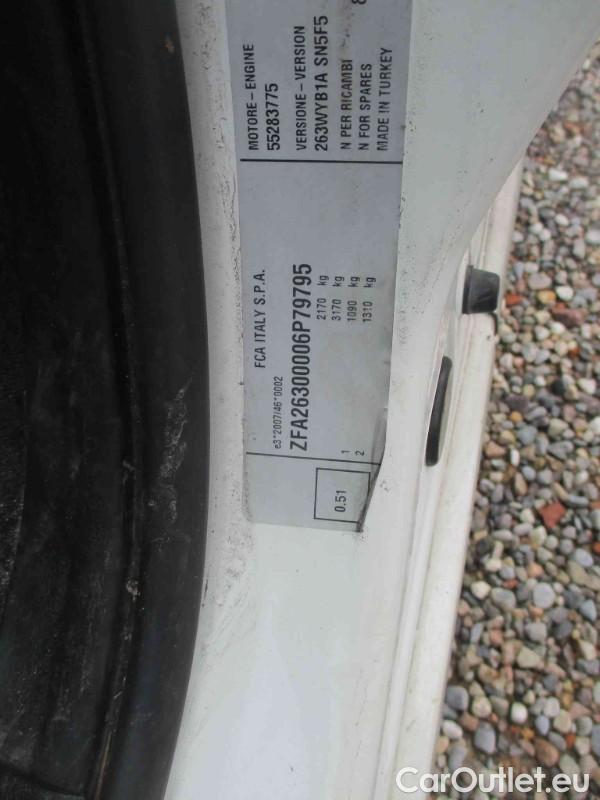 FCA ITALY S.P.A.
e3*2007/46*0002
ZFA26300006P79795
2170 kg
3170 kg
1 1090 kg
2 1310 kg
0.51
MOTORE – ENGINE
55283775
VERSIONE – VERSION
263WYB1A SN5F5
N PER RICAMBI
N FOR SPARES
MADE IN TURKEY
CarOutlet.eu